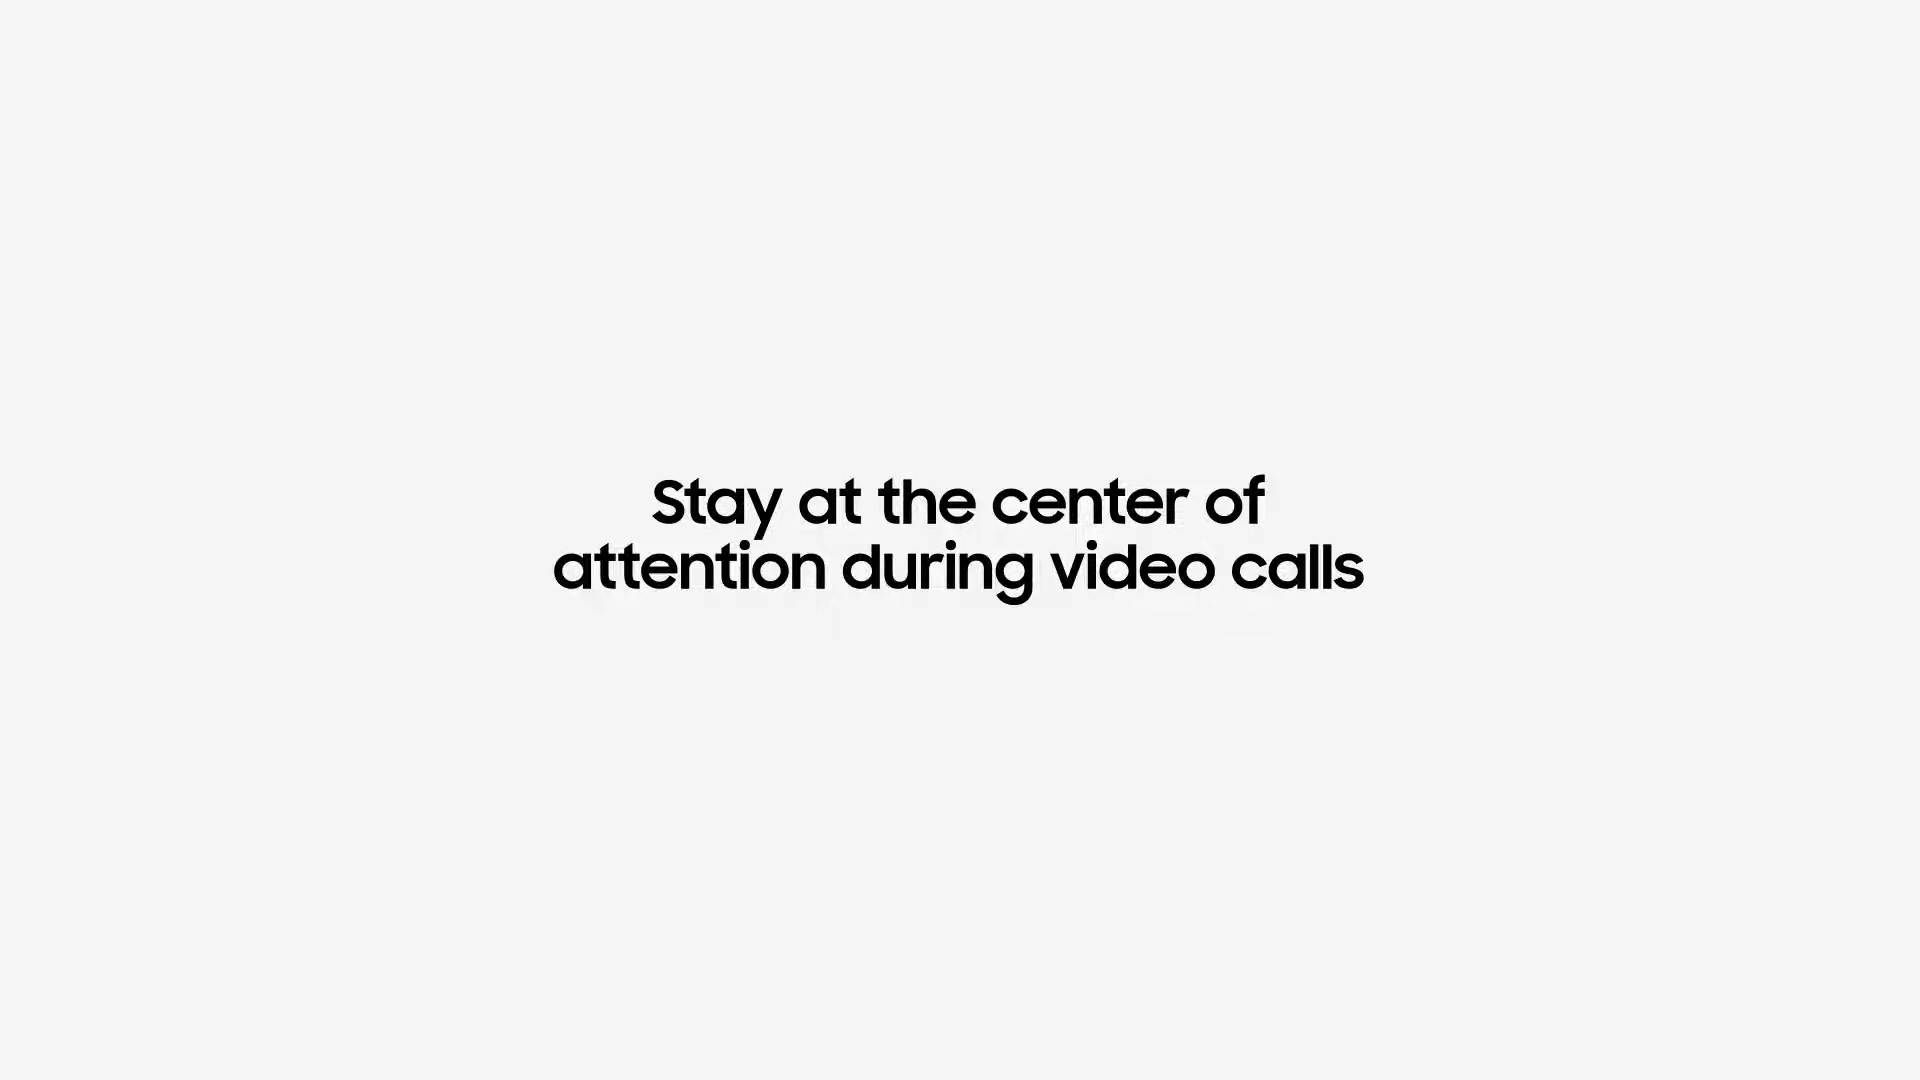 Stay at the center of
attention during video calls